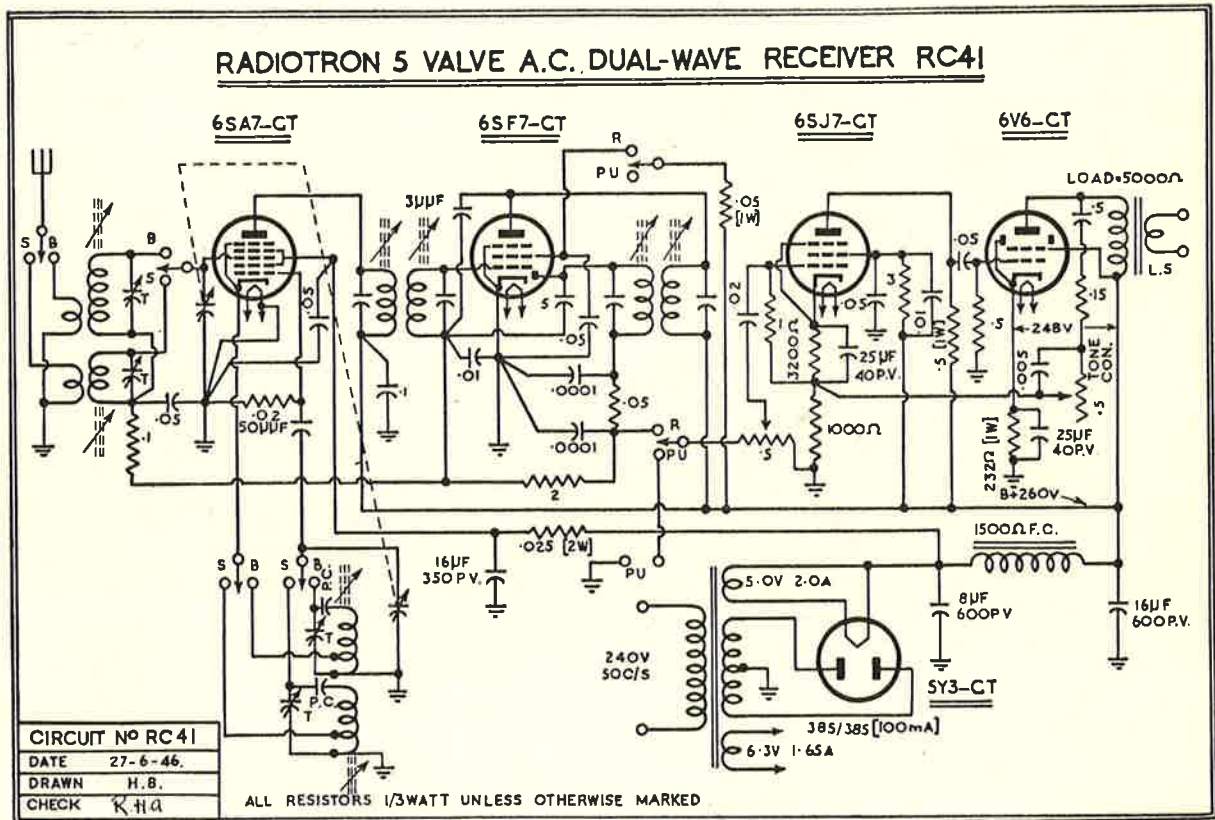 RADIOTRON 5 VALVE A.C. DUAL-WAVE RECEIVER RC41
6SA7-GT
6SF7-GT
6SJ7-GT
6V6-GT
R
PU
LOAD=5000Ω
3µµF
.05
[1W]
.5
S B
B
S
T
T
L.S
.05
.05
.02
.1
3
.05
.01
3200Ω
25µF
40P.V.
.5 [1W]
.5
248V
.15
.005
TONE
CON.
.5
.5
.05
.01
.0001
.0001
.05
.1
.05
.02
50µµF
.1
R
PU
.5
1000Ω
232Ω [1W]
25µF
40P.V.
B+260V
2
.025 [2W]
16µF
350P.V.
PU
1500Ω F.C.
S B S B
P.C.
T
P.C.
T
5.0V 2.0A
8µF
600PV
16µF
600P.V.
240V
50C/S
5Y3-GT
385/385 [100mA]
6.3V 1.65A
CIRCUIT Nº RC41
DATE 27-6-46.
DRAWN H.B.
CHECK R.H.A
ALL RESISTORS 1/3WATT UNLESS OTHERWISE MARKED